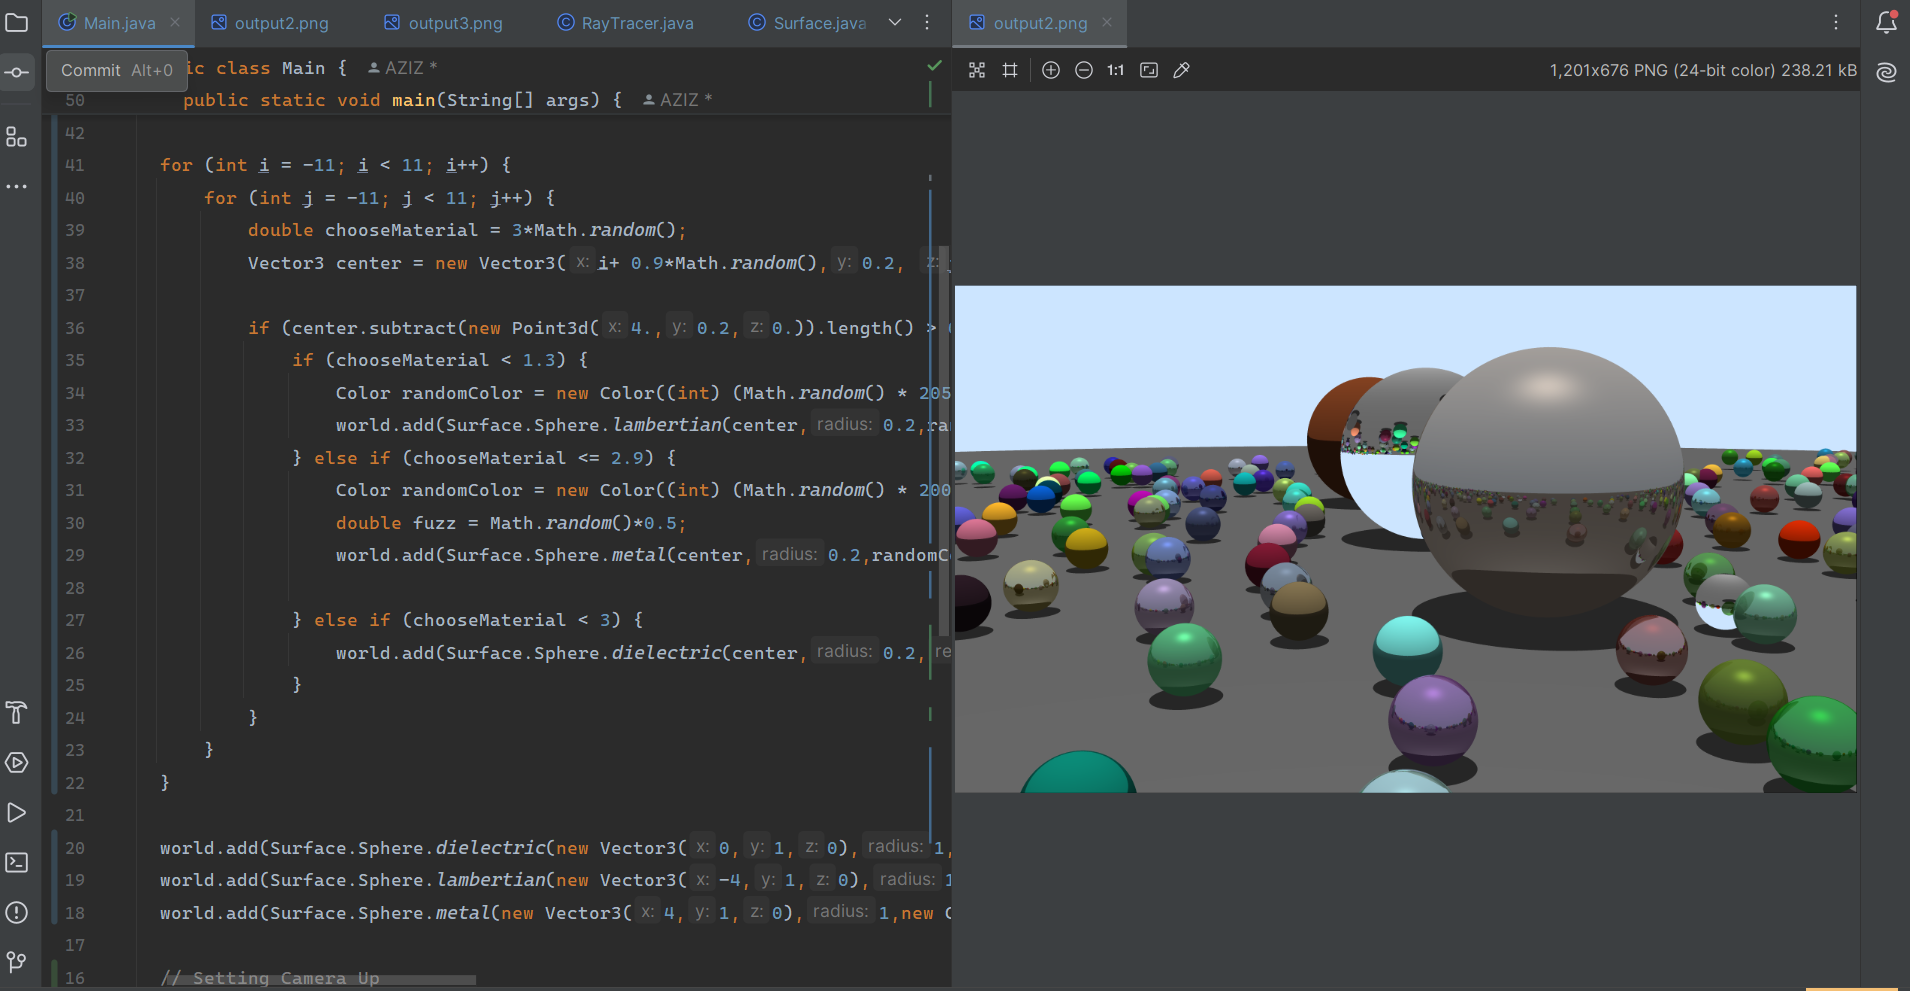 Main.java
output2.png
output3.png
RayTracer.java
Surface.java
output2.png
Commit Alt+0
ic class Main { AZIZ *
1:1
1,201x676 PNG (24-bit color) 238.21 kB
50 public static void main(String[] args) { AZIZ *
42
41 for (int i = -11; i < 11; i++) {
40 for (int j = -11; j < 11; j++) {
39 double chooseMaterial = 3*Math.random();
38 Vector3 center = new Vector3( x: i+ 0.9*Math.random(), y: 0.2, z:
37
36 if (center.subtract(new Point3d( x: 4., y: 0.2, z: 0.)).length() >
35 if (chooseMaterial < 1.3) {
34 Color randomColor = new Color((int) (Math.random() * 205
33 world.add(Surface.Sphere.lambertian(center, radius: 0.2,ra
32 } else if (chooseMaterial <= 2.9) {
31 Color randomColor = new Color((int) (Math.random() * 200
30 double fuzz = Math.random()*0.5;
29 world.add(Surface.Sphere.metal(center, radius: 0.2,randomC
28
27 } else if (chooseMaterial < 3) {
26 world.add(Surface.Sphere.dielectric(center, radius: 0.2, re
25 }
24 }
23 }
22 }
21
20 world.add(Surface.Sphere.dielectric(new Vector3( x: 0, y: 1, z: 0), radius: 1,
19 world.add(Surface.Sphere.lambertian(new Vector3( x: -4, y: 1, z: 0), radius: 1
18 world.add(Surface.Sphere.metal(new Vector3( x: 4, y: 1, z: 0), radius: 1,new C
17
16 // Setting Camera Up